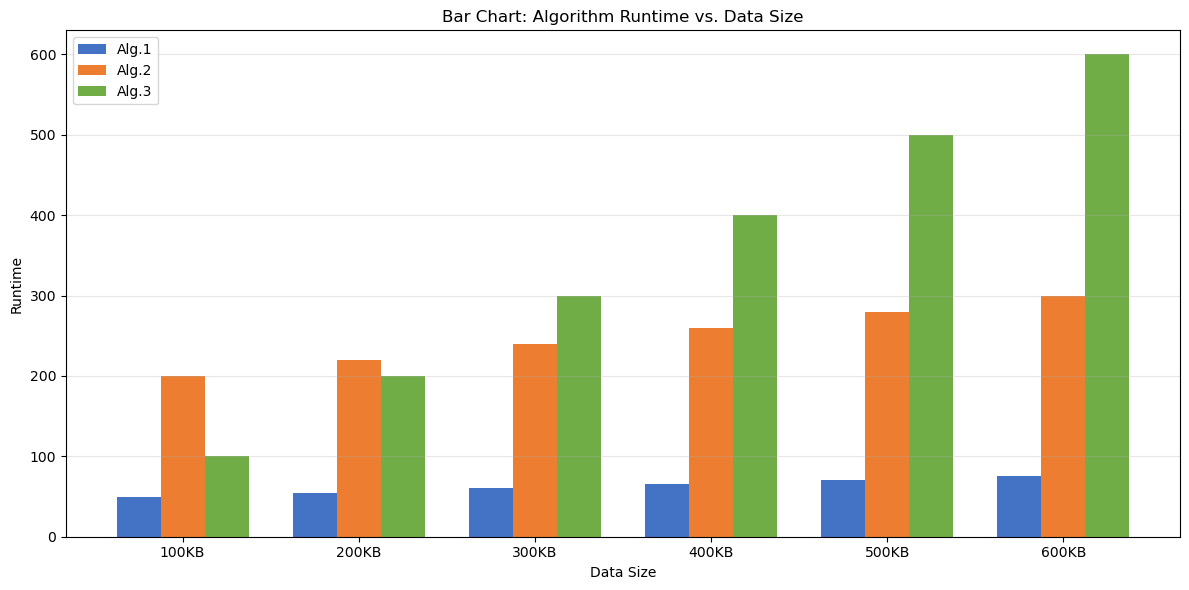 Bar Chart: Algorithm Runtime vs. Data Size
Alg.1
Alg.2
Alg.3
Runtime
600
500
400
300
200
100
0
100KB 200KB 300KB 400KB 500KB 600KB
Data Size